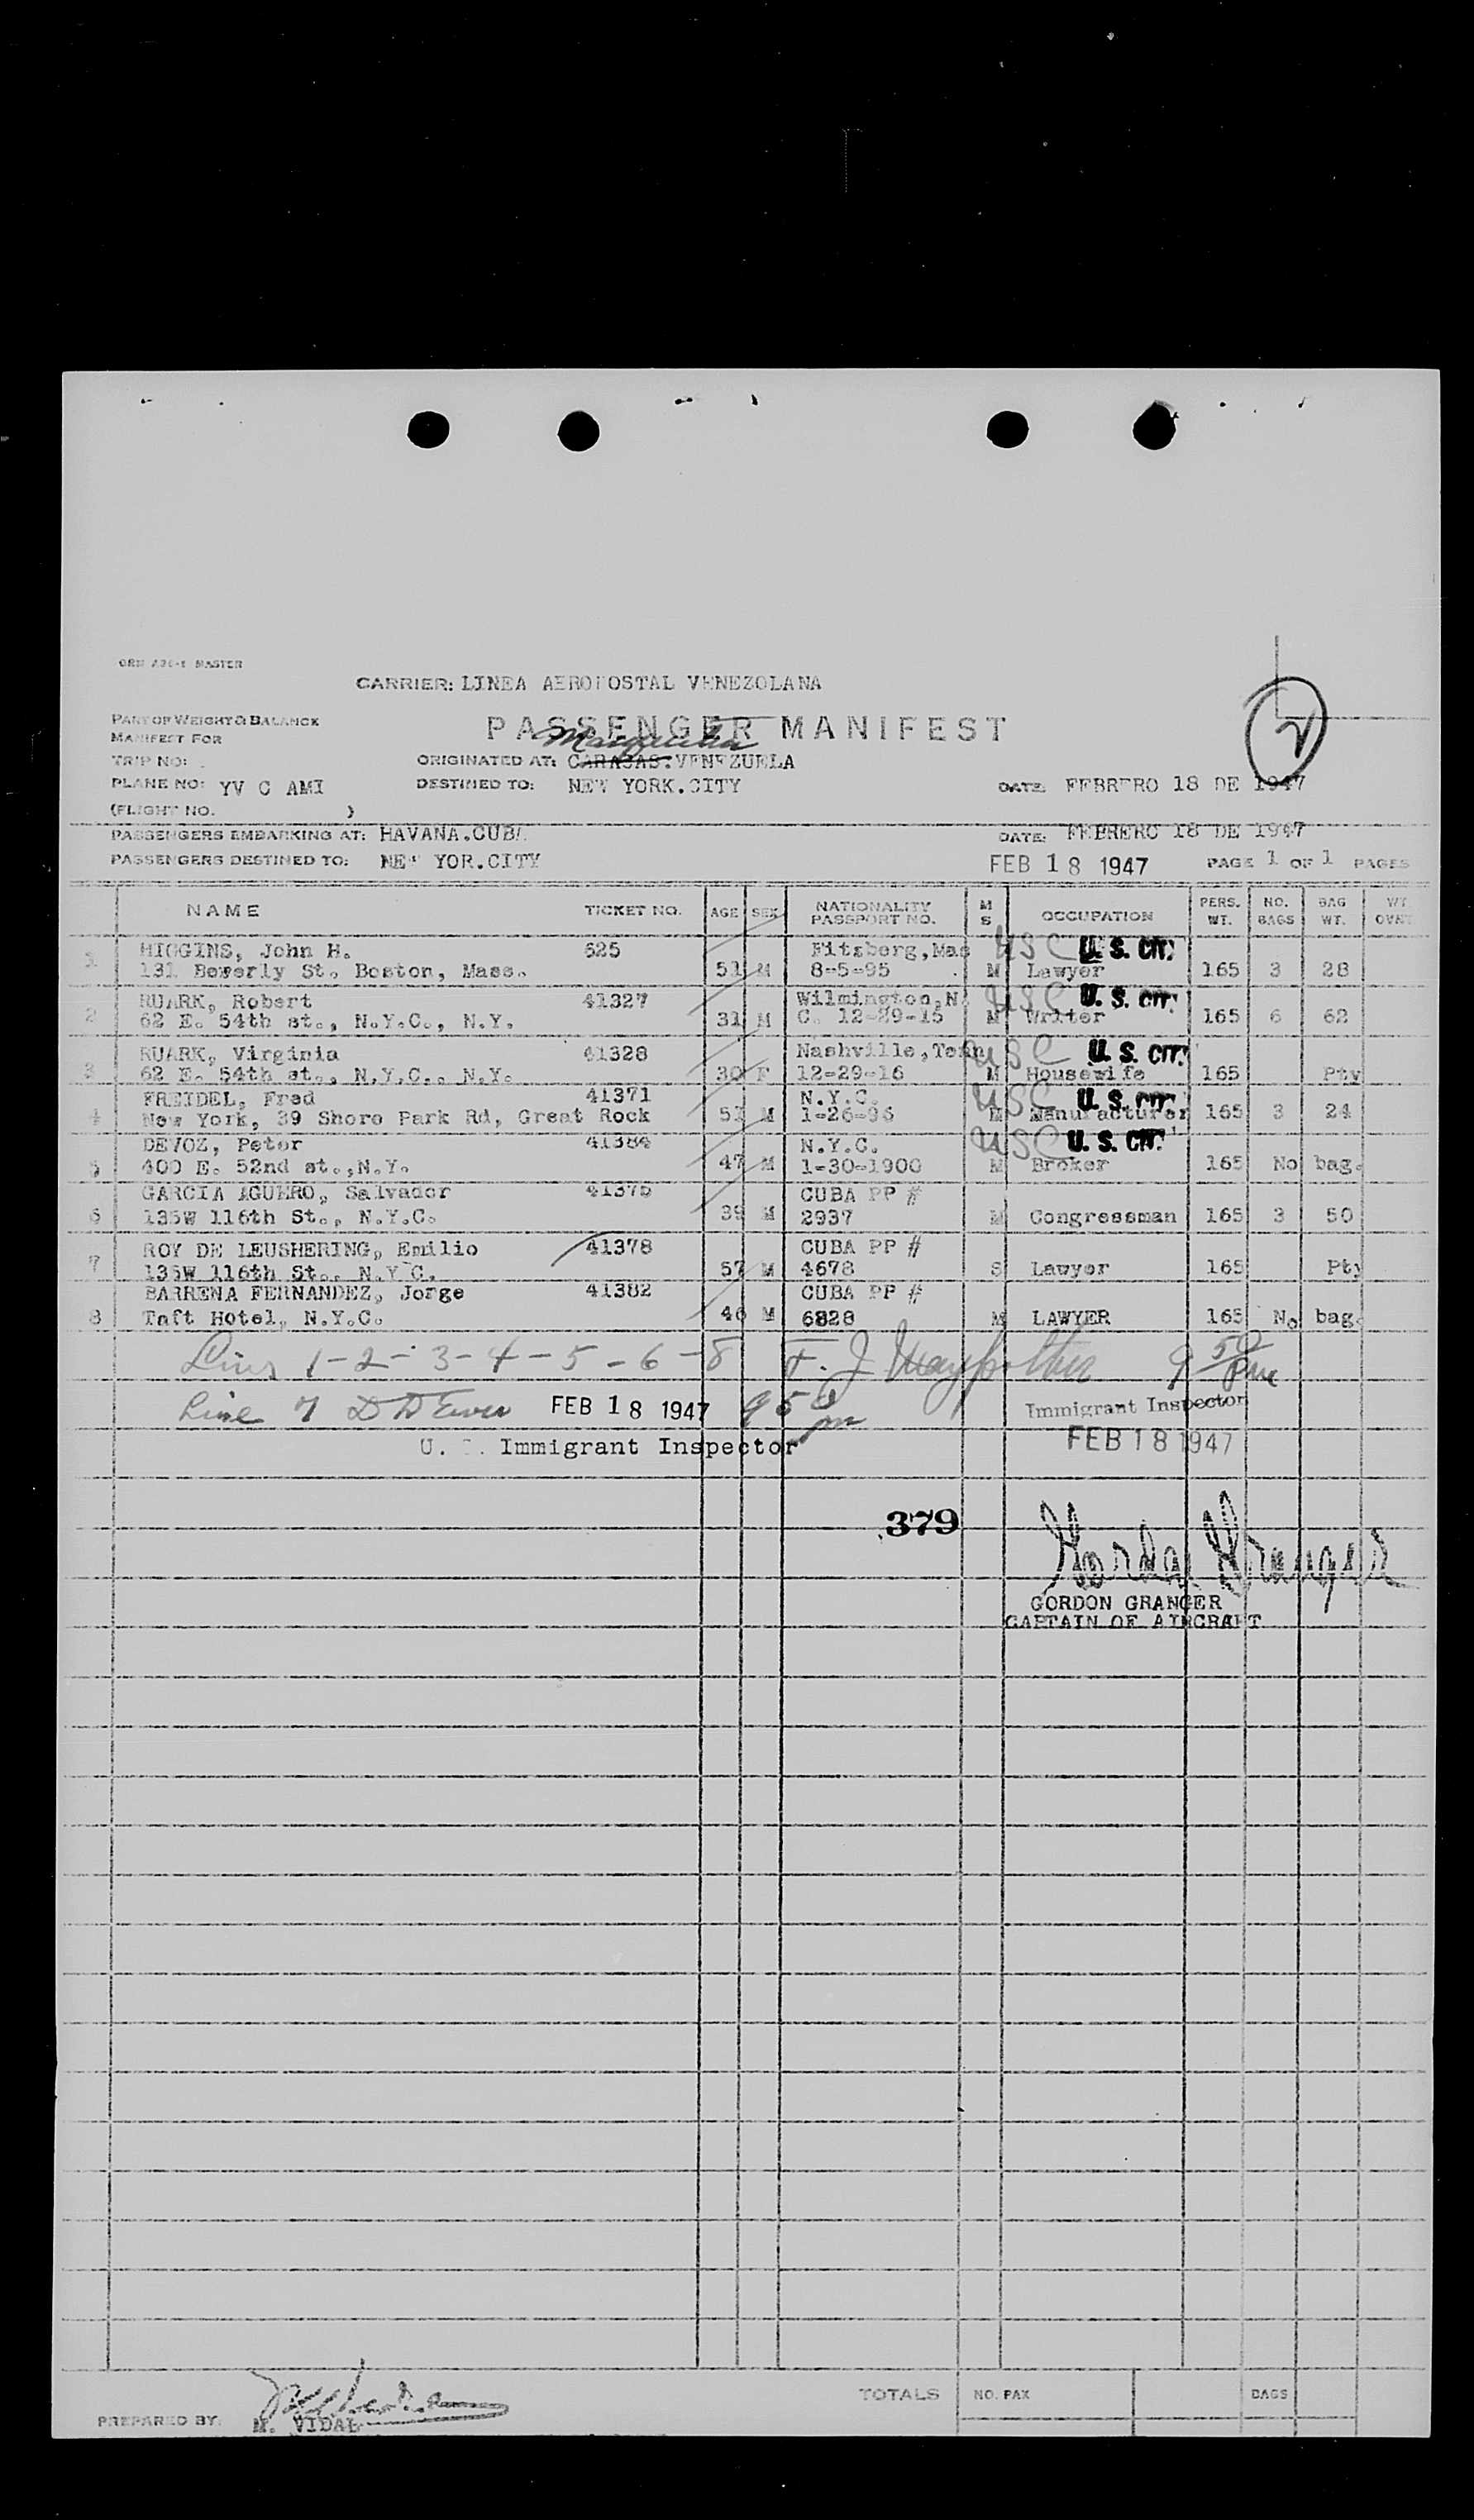 CARRIER: LINEA AEROPOSTAL VENEZOLANA
PART OF WEIGHT & BALANCE
MANIFEST FOR
PASSENGER MANIFEST
TRIP NO:
ORIGINATED AT: CARACAS.VENEZUELA
PLANE NO: YV C AMI
DESTINED TO: NEW YORK.CITY
DATE: FEBRERO 18 DE 1947
(FLIGHT NO. )
PASSENGERS EMBARKING AT: HAVANA.CUBA
DATE: FEBRERO 18 DE 1947
PASSENGERS DESTINED TO: NEW YOR.CITY
FEB 18 1947 PAGE 1 OF 1 PAGES
NAME TICKET NO. AGE SEX NATIONALITY PASSPORT NO. M S OCCUPATION PERS. WT. NO. BAGS BAG WT. WT
HIGGINS, John H. 625 Fitzberg,Mas USC U. S. CIT.
1 131 Beverly St. Boston, Mass. 51 M 8-5-95 M Lawyer 165 3 28
RUARK, Robert 41327 Wilmington,N. USC U. S. CIT.
2 62 E. 54th st., N.Y.C., N.Y. 31 M C. 12-29-15 M Writer 165 6 62
RUARK, Virginia 41328 Nashville,Tenn USC U. S. CIT.
3 62 E. 54th st., N.Y.C., N.Y. 30 F 12-29-16 M Housewife 165 Pty
FREIDEL, Fred 41371 N.Y.C. USC U. S. CIT.
4 New York, 39 Shore Park Rd, Great Rock 51 M 1-26-96 M Manufacturer 165 3 24
DEVOZ, Peter 41384 N.Y.C. USC U. S. CIT.
5 400 E. 52nd st.,N.Y. 47 M 1-30-1900 M Broker 165 No bag.
GARCIA AGUERO, Salvador 41375 CUBA PP #
6 135W 116th St., N.Y.C. 39 M 2937 M Congressman 165 3 50
ROY DE LEUSHERING, Emilio 41378 CUBA PP #
7 135W 116th St., N.Y.C. 57 M 4678 S Lawyer 165 Pty
BARRENA FERNANDEZ, Jorge 41382 CUBA PP #
8 Taft Hotel, N.Y.C. 46 M 6828 M LAWYER 165 No bag.
Lines 1-2-3-4-5-6-8 F. J. 9 50 pm
Line 7 FEB 18 1947 9 5 pm
Immigrant Inspector
U. S. Immigrant Inspector
FEB 18 1947
379
Gordon Granger
GORDON GRANGER
CAPTAIN OF AIRCRAFT
TOTALS NO. PAX BAGS
PREPARED BY. M. VIDAL